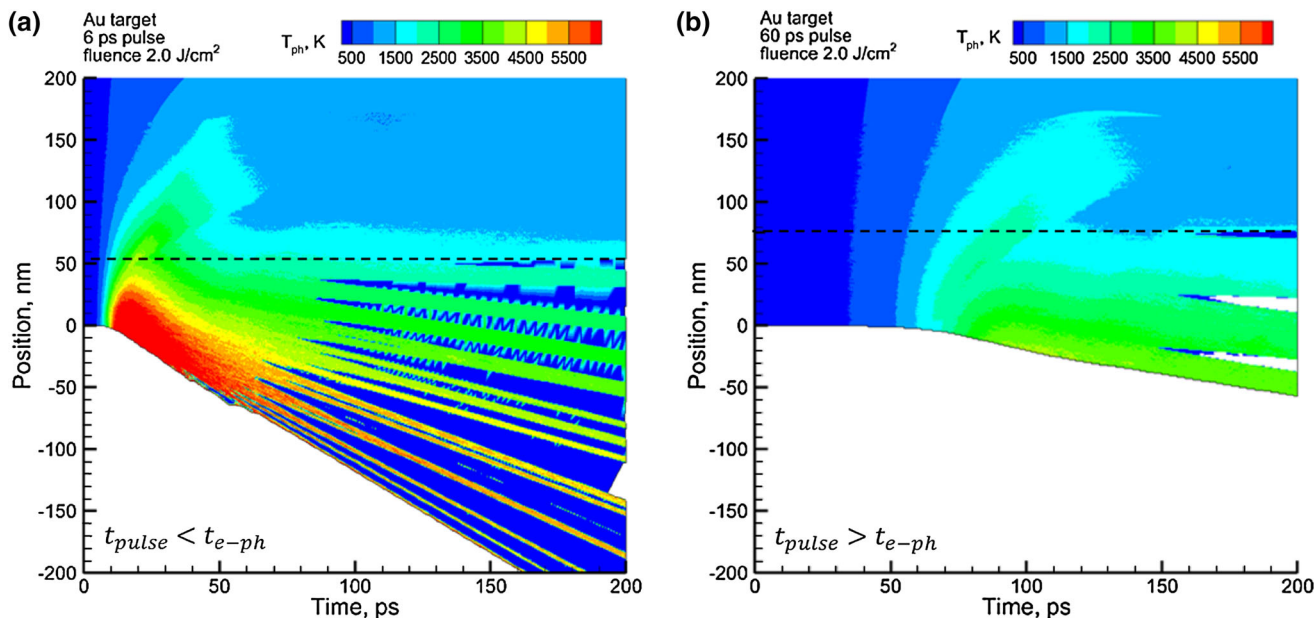 (a)
Au target
6 ps pulse
fluence 2.0 J/cm²
T_ph, K
500 1500 2500 3500 4500 5500
200
150
100
50
0
-50
-100
-150
-200
Position, nm
t_pulse < t_e-ph
0 50 100 150 200
Time, ps
(b)
Au target
60 ps pulse
fluence 2.0 J/cm²
T_ph, K
500 1500 2500 3500 4500 5500
200
150
100
50
0
-50
-100
-150
-200
Position, nm
t_pulse > t_e-ph
0 50 100 150 200
Time, ps